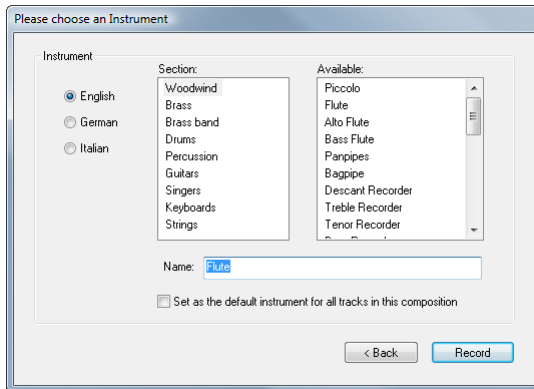 Please choose an Instrument
Instrument
English
German
Italian
Section:
Woodwind
Brass
Brass band
Drums
Percussion
Guitars
Singers
Keyboards
Strings
Available:
Piccolo
Flute
Alto Flute
Bass Flute
Panpipes
Bagpipe
Descant Recorder
Treble Recorder
Tenor Recorder
Name: Flute
Set as the default instrument for all tracks in this composition
< Back
Record